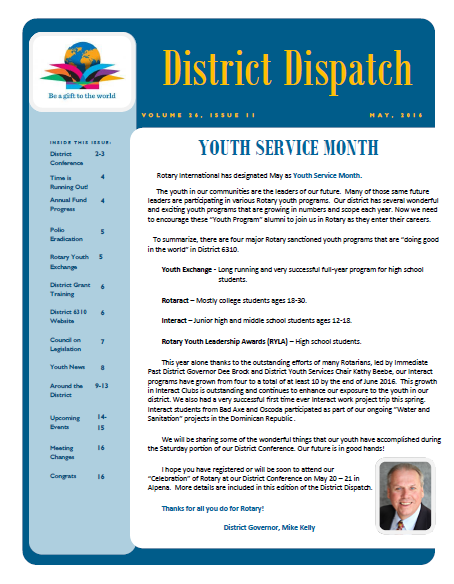 Be a gift to the world
District Dispatch
VOLUME 26, ISSUE 11
MAY, 2016
INSIDE THIS ISSUE:
District Conference 2-3
Time is Running Out! 4
Annual Fund Progress 4
Polio Eradication 5
Rotary Youth Exchange 5
District Grant Training 6
District 6310 Website 6
Council on Legislation 7
Youth News 8
Around the District 9-13
Upcoming Events 14-15
Meeting Changes 16
Congrats 16
YOUTH SERVICE MONTH
Rotary International has designated May as Youth Service Month.
The youth in our communities are the leaders of our future. Many of those same future
leaders are participating in various Rotary youth programs. Our district has several wonderful
and exciting youth programs that are growing in numbers and scope each year. Now we need
to encourage these “Youth Program” alumni to join us in Rotary as they enter their careers.
To summarize, there are four major Rotary sanctioned youth programs that are “doing good
in the world” in District 6310.
Youth Exchange - Long running and very successful full-year program for high school
students.
Rotaract – Mostly college students ages 18-30.
Interact – Junior high and middle school students ages 12-18.
Rotary Youth Leadership Awards (RYLA) – High school students.
This year alone thanks to the outstanding efforts of many Rotarians, led by Immediate
Past District Governor Dee Brock and District Youth Services Chair Kathy Beebe, our Interact
programs have grown from four to a total of at least 10 by the end of June 2016. This growth
in Interact Clubs is outstanding and continues to enhance our exposure to the youth in our
district. We also had a very successful first time ever Interact work project trip this spring.
Interact students from Bad Axe and Oscoda participated as part of our ongoing “Water and
Sanitation” projects in the Dominican Republic .
We will be sharing some of the wonderful things that our youth have accomplished during
the Saturday portion of our District Conference. Our future is in good hands!
I hope you have registered or will be soon to attend our
“Celebration” of Rotary at our District Conference on May 20 – 21 in
Alpena. More details are included in this edition of the District Dispatch.
Thanks for all you do for Rotary!
District Governor, Mike Kelly